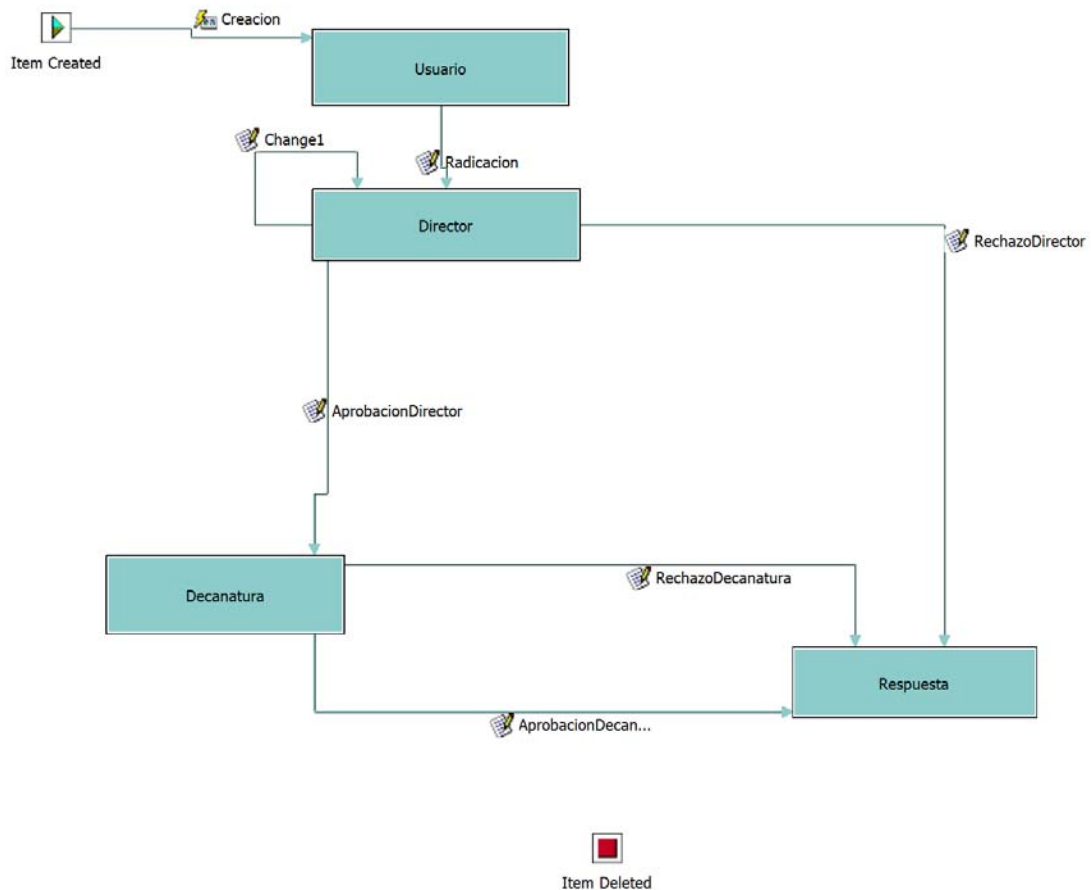 Creacion
Item Created
Usuario
Change1
Radicacion
Director
RechazoDirector
AprobacionDirector
RechazoDecanatura
Decanatura
Respuesta
AprobacionDecan...
Item Deleted